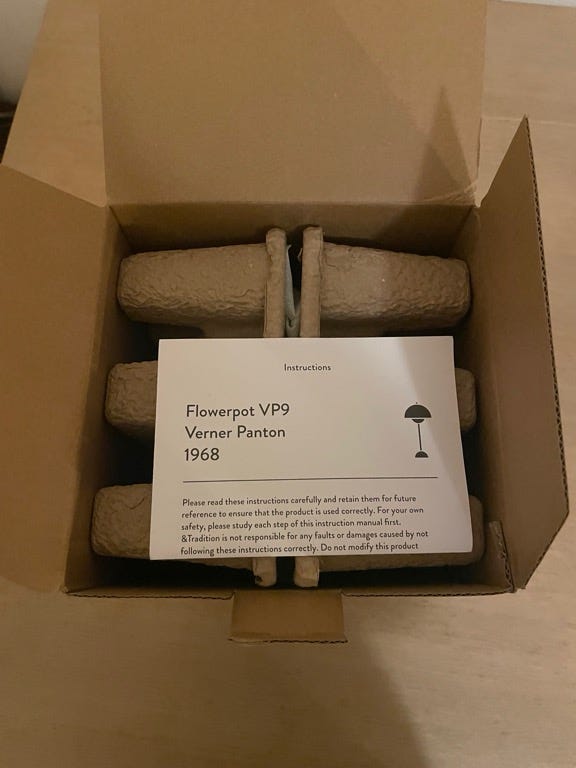 Instructions
Flowerpot VP9
Verner Panton
1968
Please read these instructions carefully and retain them for future
reference to ensure that the product is used correctly. For your own
safety, please study each step of this instruction manual first.
&Tradition is not responsible for any faults or damages caused by not
following these instructions correctly. Do not modify this product